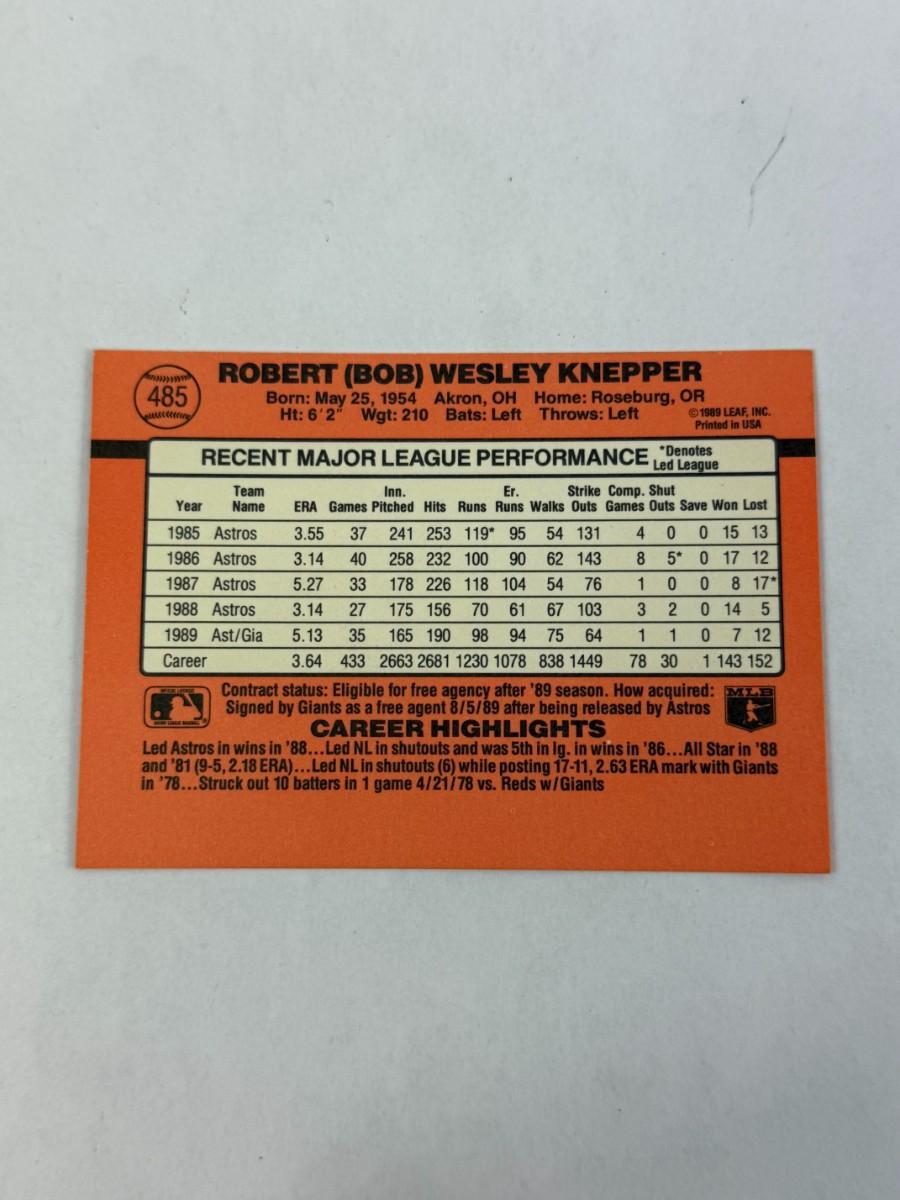 485
ROBERT (BOB) WESLEY KNEPPER
Born: May 25, 1954 Akron, OH Home: Roseburg, OR
Ht: 6'2" Wgt: 210 Bats: Left Throws: Left
©1989 LEAF, INC.
Printed in USA
RECENT MAJOR LEAGUE PERFORMANCE *Denotes Led League
Year Team Name ERA Games Inn. Pitched Hits Runs Er. Runs Walks Strike Outs Comp. Games Shut Outs Save Won Lost
1985 Astros 3.55 37 241 253 119* 95 54 131 4 0 0 15 13
1986 Astros 3.14 40 258 232 100 90 62 143 8 5* 0 17 12
1987 Astros 5.27 33 178 226 118 104 54 76 1 0 0 8 17*
1988 Astros 3.14 27 175 156 70 61 67 103 3 2 0 14 5
1989 Ast/Gia 5.13 35 165 190 98 94 75 64 1 1 0 7 12
Career 3.64 433 2663 2681 1230 1078 838 1449 78 30 1 143 152
Contract status: Eligible for free agency after '89 season. How acquired:
Signed by Giants as a free agent 8/5/89 after being released by Astros
MLB
CAREER HIGHLIGHTS
Led Astros in wins in '88...Led NL in shutouts and was 5th in lg. in wins in '86...All Star in '88
and '81 (9-5, 2.18 ERA)...Led NL in shutouts (6) while posting 17-11, 2.63 ERA mark with Giants
in '78...Struck out 10 batters in 1 game 4/21/78 vs. Reds w/Giants